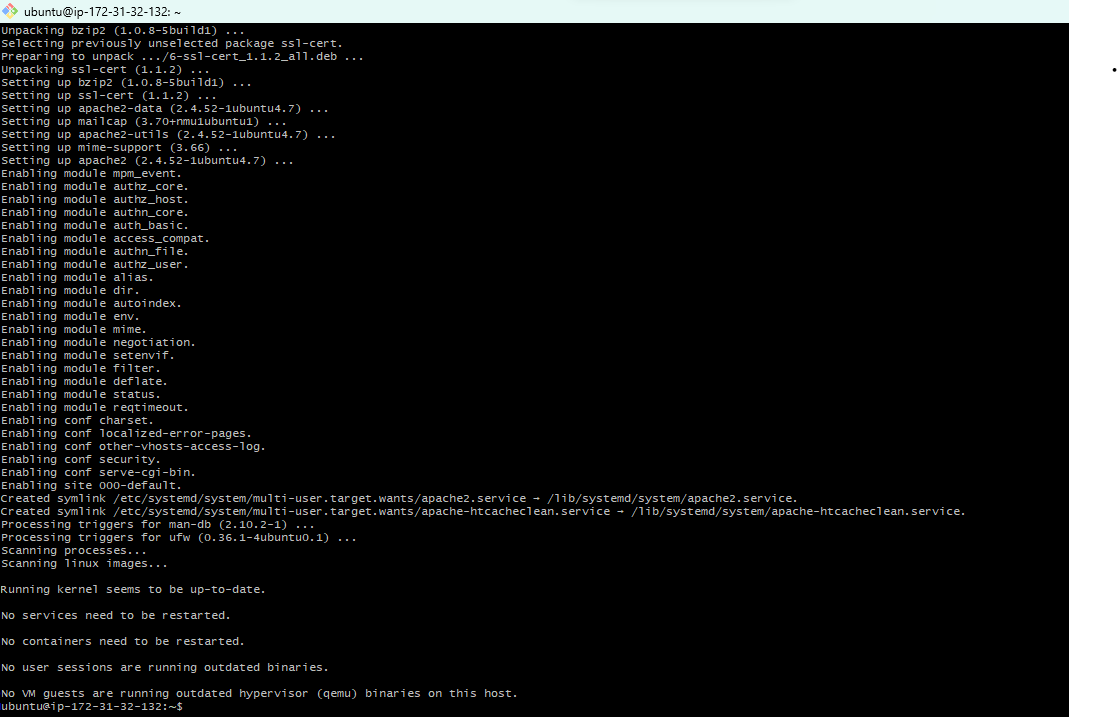 ubuntu@ip-172-31-32-132: ~
Unpacking bzip2 (1.0.8-5build1) ...
Selecting previously unselected package ssl-cert.
Preparing to unpack .../6-ssl-cert_1.1.2_all.deb ...
Unpacking ssl-cert (1.1.2) ...
Setting up bzip2 (1.0.8-5build1) ...
Setting up ssl-cert (1.1.2) ...
Setting up apache2-data (2.4.52-1ubuntu4.7) ...
Setting up mailcap (3.70+nmu1ubuntu1) ...
Setting up apache2-utils (2.4.52-1ubuntu4.7) ...
Setting up mime-support (3.66) ...
Setting up apache2 (2.4.52-1ubuntu4.7) ...
Enabling module mpm_event.
Enabling module authz_core.
Enabling module authz_host.
Enabling module authn_core.
Enabling module auth_basic.
Enabling module access_compat.
Enabling module authn_file.
Enabling module authz_user.
Enabling module alias.
Enabling module dir.
Enabling module autoindex.
Enabling module env.
Enabling module mime.
Enabling module negotiation.
Enabling module setenvif.
Enabling module filter.
Enabling module deflate.
Enabling module status.
Enabling module reqtimeout.
Enabling conf charset.
Enabling conf localized-error-pages.
Enabling conf other-vhosts-access-log.
Enabling conf security.
Enabling conf serve-cgi-bin.
Enabling site 000-default.
Created symlink /etc/systemd/system/multi-user.target.wants/apache2.service → /lib/systemd/system/apache2.service.
Created symlink /etc/systemd/system/multi-user.target.wants/apache-htcacheclean.service → /lib/systemd/system/apache-htcacheclean.service.
Processing triggers for man-db (2.10.2-1) ...
Processing triggers for ufw (0.36.1-4ubuntu0.1) ...
Scanning processes...
Scanning linux images...
Running kernel seems to be up-to-date.
No services need to be restarted.
No containers need to be restarted.
No user sessions are running outdated binaries.
No VM guests are running outdated hypervisor (qemu) binaries on this host.
ubuntu@ip-172-31-32-132:~$